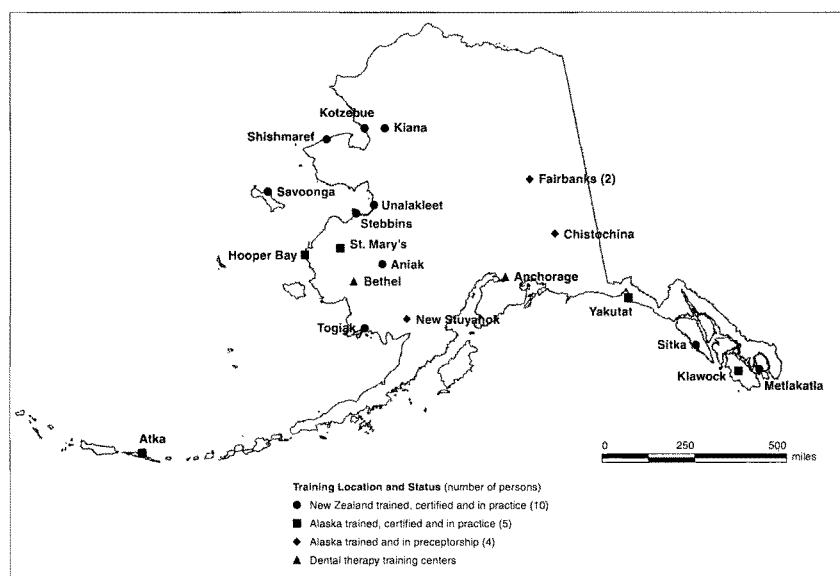 Kotzebue
Kiana
Shishmaref
Fairbanks (2)
Savoonga
Unalakleet
Stebbins
Chistochina
St. Mary's
Hooper Bay
Aniak
Anchorage
Bethel
Yakutat
New Stuyahok
Togiak
Sitka
Klawock
Metlakatla
Atka
0 250 500
miles
Training Location and Status (number of persons)
New Zealand trained, certified and in practice (10)
Alaska trained, certified and in practice (5)
Alaska trained and in preceptorship (4)
Dental therapy training centers